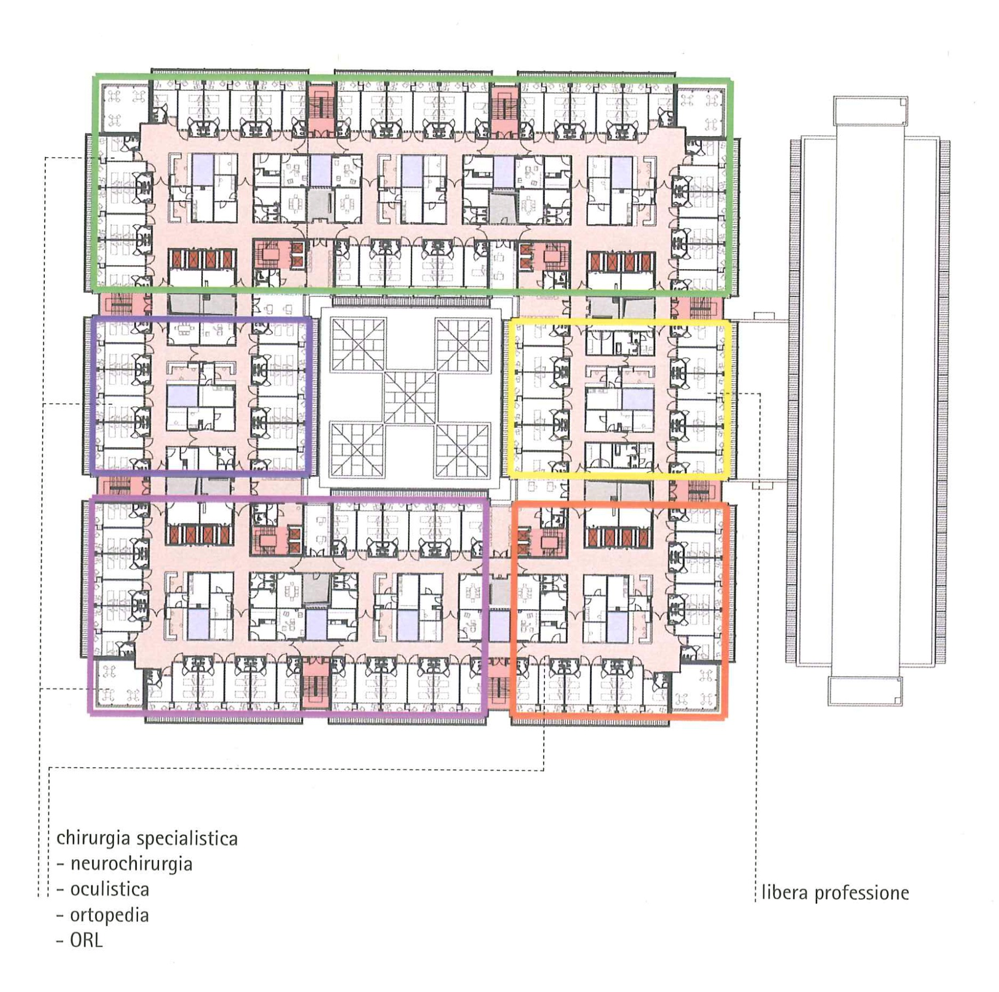 chirurgia specialistica
- neurochirurgia
- oculistica
- ortopedia
- ORL
libera professione